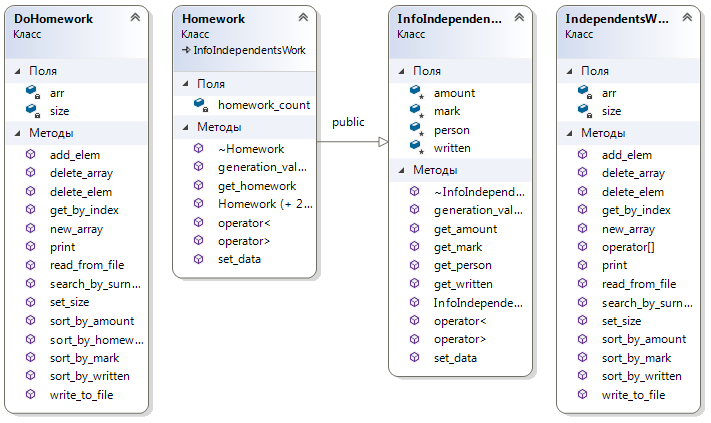 DoHomework
Класс
Поля
arr
size
Методы
add_elem
delete_array
delete_elem
get_by_index
new_array
print
read_from_file
search_by_surn...
set_size
sort_by_amount
sort_by_homew...
sort_by_mark
sort_by_written
write_to_file
Homework
Класс
InfoIndependentsWork
Поля
homework_count
Методы
~Homework
generation_val...
get_homework
Homework (+ 2...
operator<
operator>
set_data
public
InfoIndependen...
Класс
Поля
amount
mark
person
written
Методы
~InfoIndepend...
generation_valu...
get_amount
get_mark
get_person
get_written
InfoIndepende...
operator<
operator>
set_data
IndependentsW...
Класс
Поля
arr
size
Методы
add_elem
delete_array
delete_elem
get_by_index
new_array
operator[]
print
read_from_file
search_by_surn...
set_size
sort_by_amount
sort_by_mark
sort_by_written
write_to_file